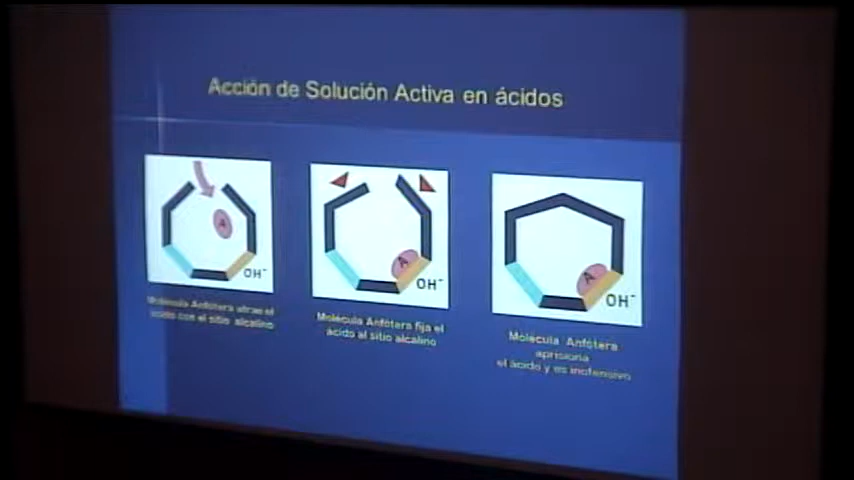 Acción de Solución Activa en ácidos
A
OH⁻
Molécula Anfótera atrae el
ácido con el sitio alcalino
A
OH⁻
Molécula Anfótera fija el
ácido al sitio alcalino
A
OH⁻
Molécula Anfótera
aprisiona
el ácido y es inofensivo